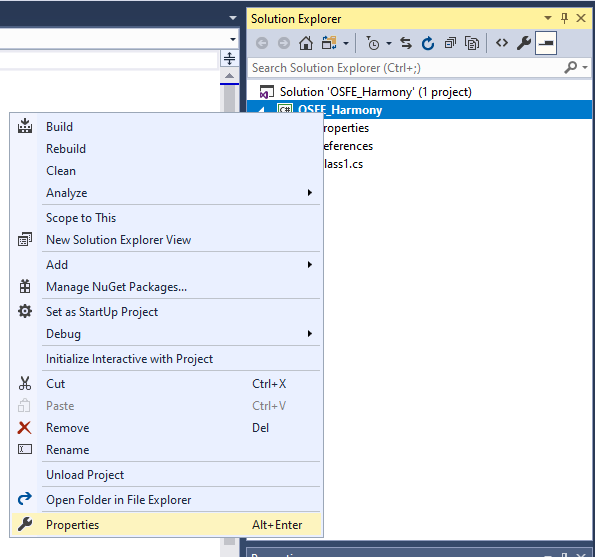 Solution Explorer
Search Solution Explorer (Ctrl+;)
Solution 'OSFE_Harmony' (1 project)
C# OSFE_Harmony
Build
roperties
Rebuild
eferences
Clean
lass1.cs
Analyze
Scope to This
New Solution Explorer View
Add
Manage NuGet Packages...
Set as StartUp Project
Debug
Initialize Interactive with Project
Cut Ctrl+X
Paste Ctrl+V
Remove Del
Rename
Unload Project
Open Folder in File Explorer
Properties Alt+Enter